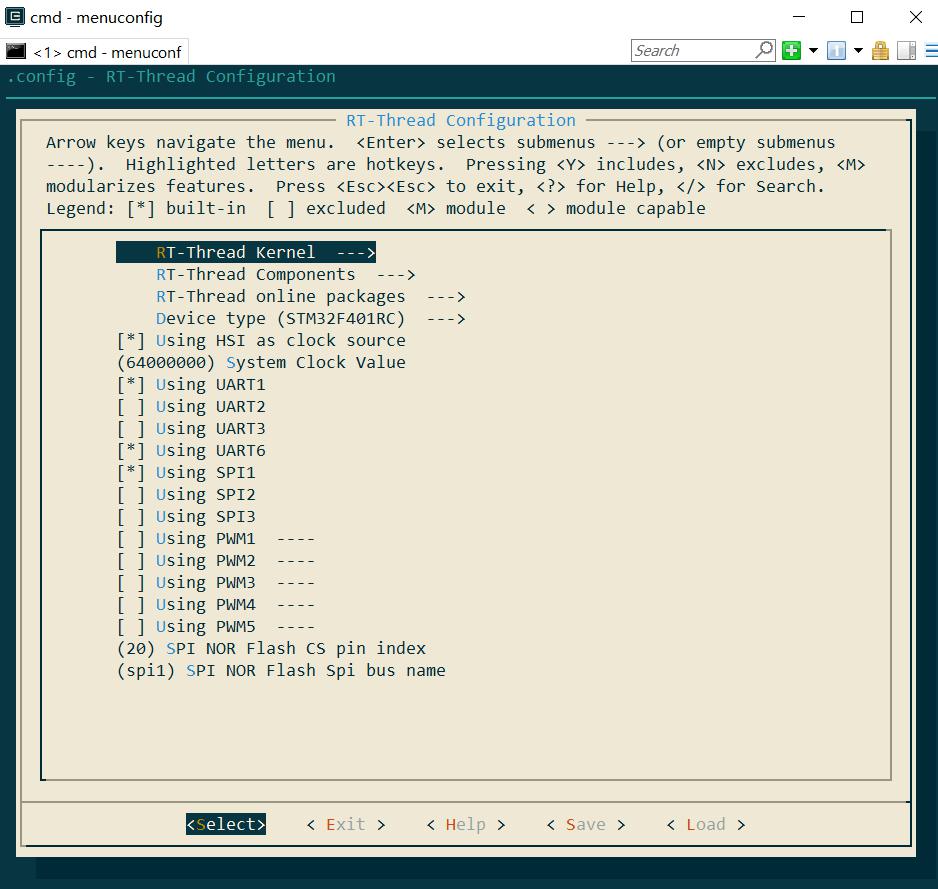 cmd - menuconfig
<1> cmd - menuconf
Search
.config - RT-Thread Configuration
RT-Thread Configuration
Arrow keys navigate the menu.  <Enter> selects submenus ---> (or empty submenus
----).  Highlighted letters are hotkeys.  Pressing <Y> includes, <N> excludes, <M>
modularizes features.  Press <Esc><Esc> to exit, <?> for Help, </> for Search.
Legend: [*] built-in  [ ] excluded  <M> module  < > module capable
RT-Thread Kernel  --->
RT-Thread Components  --->
RT-Thread online packages  --->
Device type (STM32F401RC)  --->
[*] Using HSI as clock source
(64000000) System Clock Value
[*] Using UART1
[ ] Using UART2
[ ] Using UART3
[*] Using UART6
[*] Using SPI1
[ ] Using SPI2
[ ] Using SPI3
[ ] Using PWM1  ----
[ ] Using PWM2  ----
[ ] Using PWM3  ----
[ ] Using PWM4  ----
[ ] Using PWM5  ----
(20) SPI NOR Flash CS pin index
(spi1) SPI NOR Flash Spi bus name
<Select>    < Exit >    < Help >    < Save >    < Load >